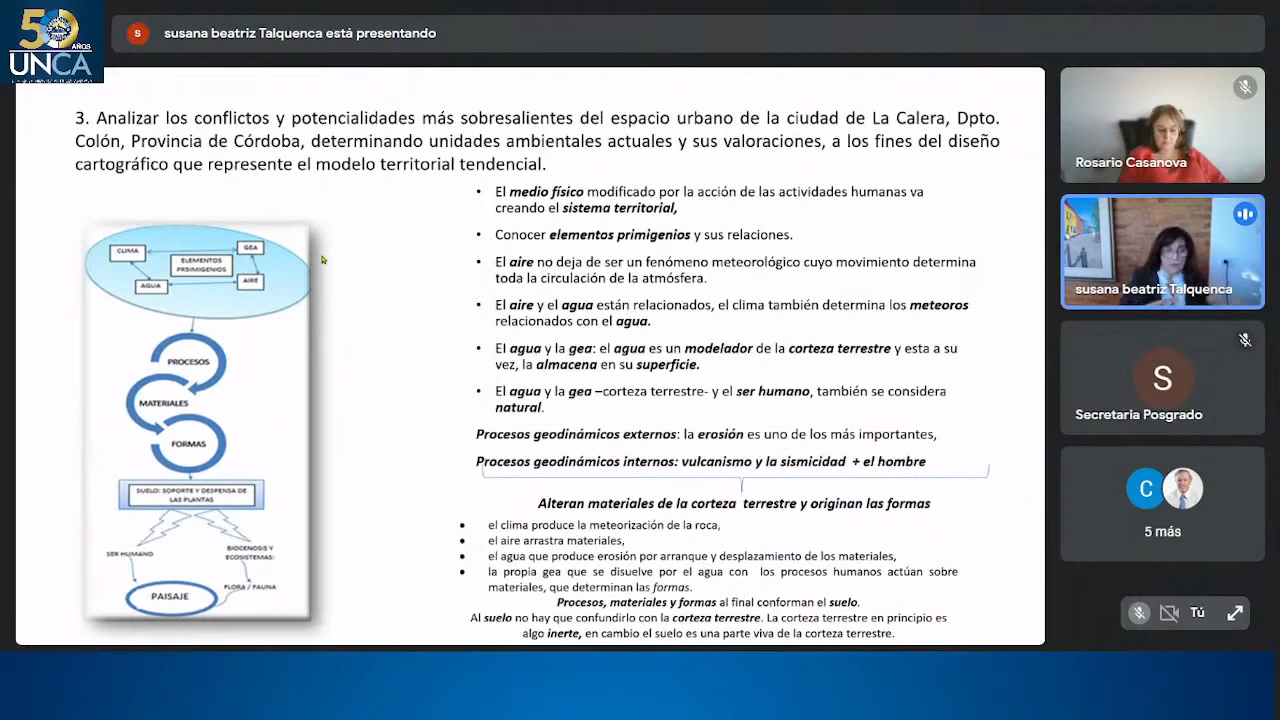 50
AÑOS
UNCA
S
susana beatriz Talquenca está presentando
3. Analizar los conflictos y potencialidades más sobresalientes del espacio urbano de la ciudad de La Calera, Dpto.
Colón, Provincia de Córdoba, determinando unidades ambientales actuales y sus valoraciones, a los fines del diseño
cartográfico que represente el modelo territorial tendencial.
CLIMA
GEA
ELEMENTOS
PRSIMIGENIOS
AGUA
AIRE
PROCESOS
MATERIALES
FORMAS
SUELO: SOPORTE Y DESPENSA DE
LAS PLANTAS
SER HUMANO
BIOCENOSIS Y
ECOSISTEMAS:
FLORA / FAUNA
PAISAJE
• El medio físico modificado por la acción de las actividades humanas va
creando el sistema territorial,
• Conocer elementos primigenios y sus relaciones.
• El aire no deja de ser un fenómeno meteorológico cuyo movimiento determina
toda la circulación de la atmósfera.
• El aire y el agua están relacionados, el clima también determina los meteoros
relacionados con el agua.
• El agua y la gea: el agua es un modelador de la corteza terrestre y esta a su
vez, la almacena en su superficie.
• El agua y la gea –corteza terrestre- y el ser humano, también se considera
natural.
Procesos geodinámicos externos: la erosión es uno de los más importantes,
Procesos geodinámicos internos: vulcanismo y la sismicidad + el hombre
Alteran materiales de la corteza terrestre y originan las formas
• el clima produce la meteorización de la roca,
• el aire arrastra materiales,
• el agua que produce erosión por arranque y desplazamiento de los materiales,
• la propia gea que se disuelve por el agua con los procesos humanos actúan sobre
materiales, que determinan las formas.
Procesos, materiales y formas al final conforman el suelo.
Al suelo no hay que confundirlo con la corteza terrestre. La corteza terrestre en principio es
algo inerte, en cambio el suelo es una parte viva de la corteza terrestre.
Rosario Casanova
susana beatriz Talquenca
S
Secretaria Posgrado
C
5 más
Tú